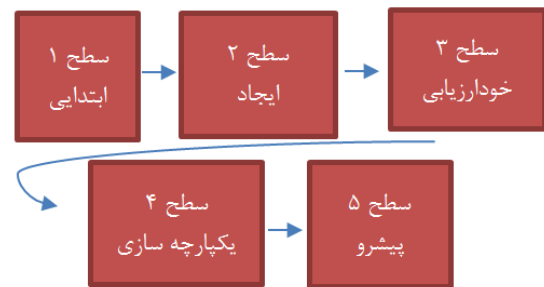 سطح ۱
ابتدایی
سطح ۲
ایجاد
سطح ۳
خودارزیابی
سطح ۴
یکپارچه سازی
سطح ۵
پیشرو